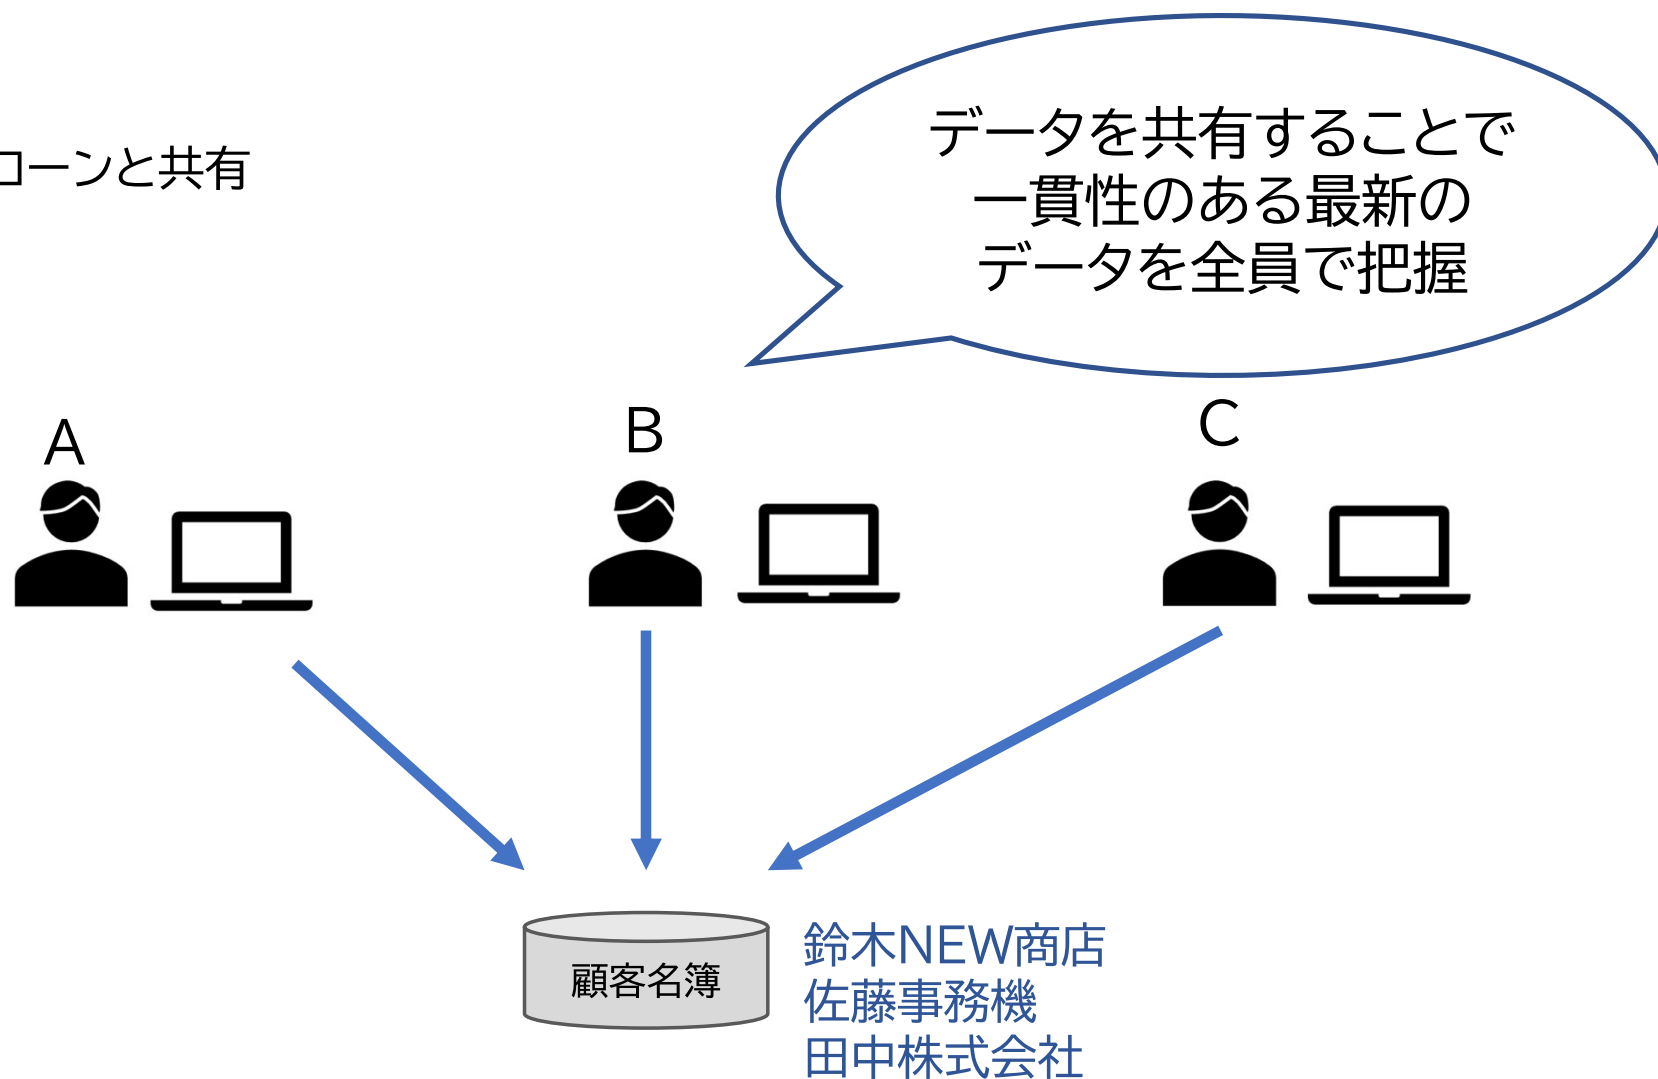 ローンと共有
データを共有することで
一貫性のある最新の
データを全員で把握
A
B
C
顧客名簿
鈴木NEW商店
佐藤事務機
田中株式会社